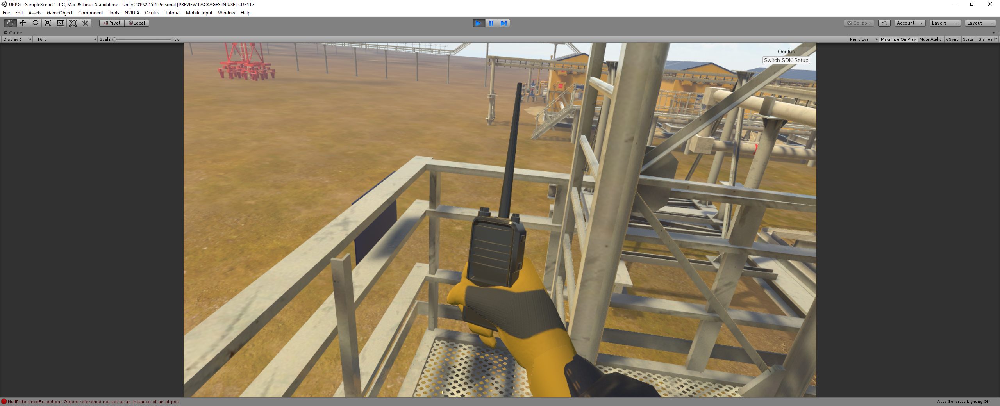 UKPG - SampleScene2 - PC, Mac & Linux Standalone - Unity 2019.2.15f1 Personal [PREVIEW PACKAGES IN USE] <DX11>
File Edit Assets GameObject Component Tools NVIDIA Oculus Tutorial Mobile Input Window Help
Pivot Local Collab Account Layers Layout
Game
Display 1 16:9 Scale 1x Right Eye Maximize On Play Mute Audio VSync Stats Gizmos
Oculus
Switch SDK Setup
NullReferenceException: Object reference not set to an instance of an object
Auto Generate Lighting Off